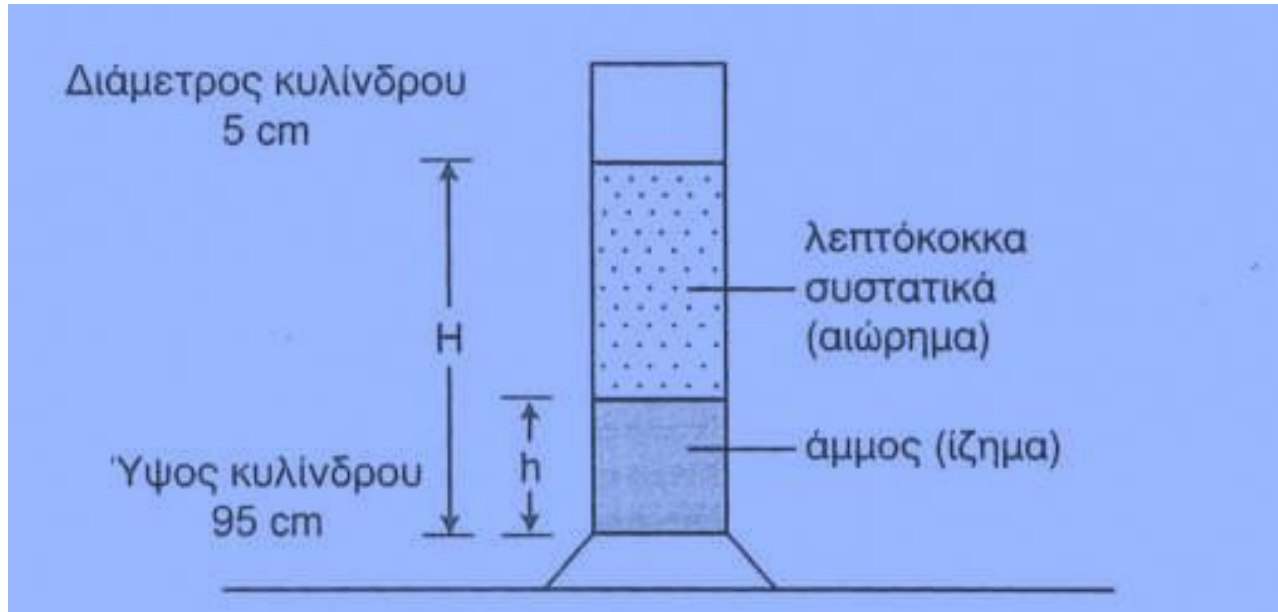 Διάμετρος κυλίνδρου
5 cm
λεπτόκοκκα
συστατικά
(αιώρημα)
H
h
άμμος (ίζημα)
Ύψος κυλίνδρου
95 cm